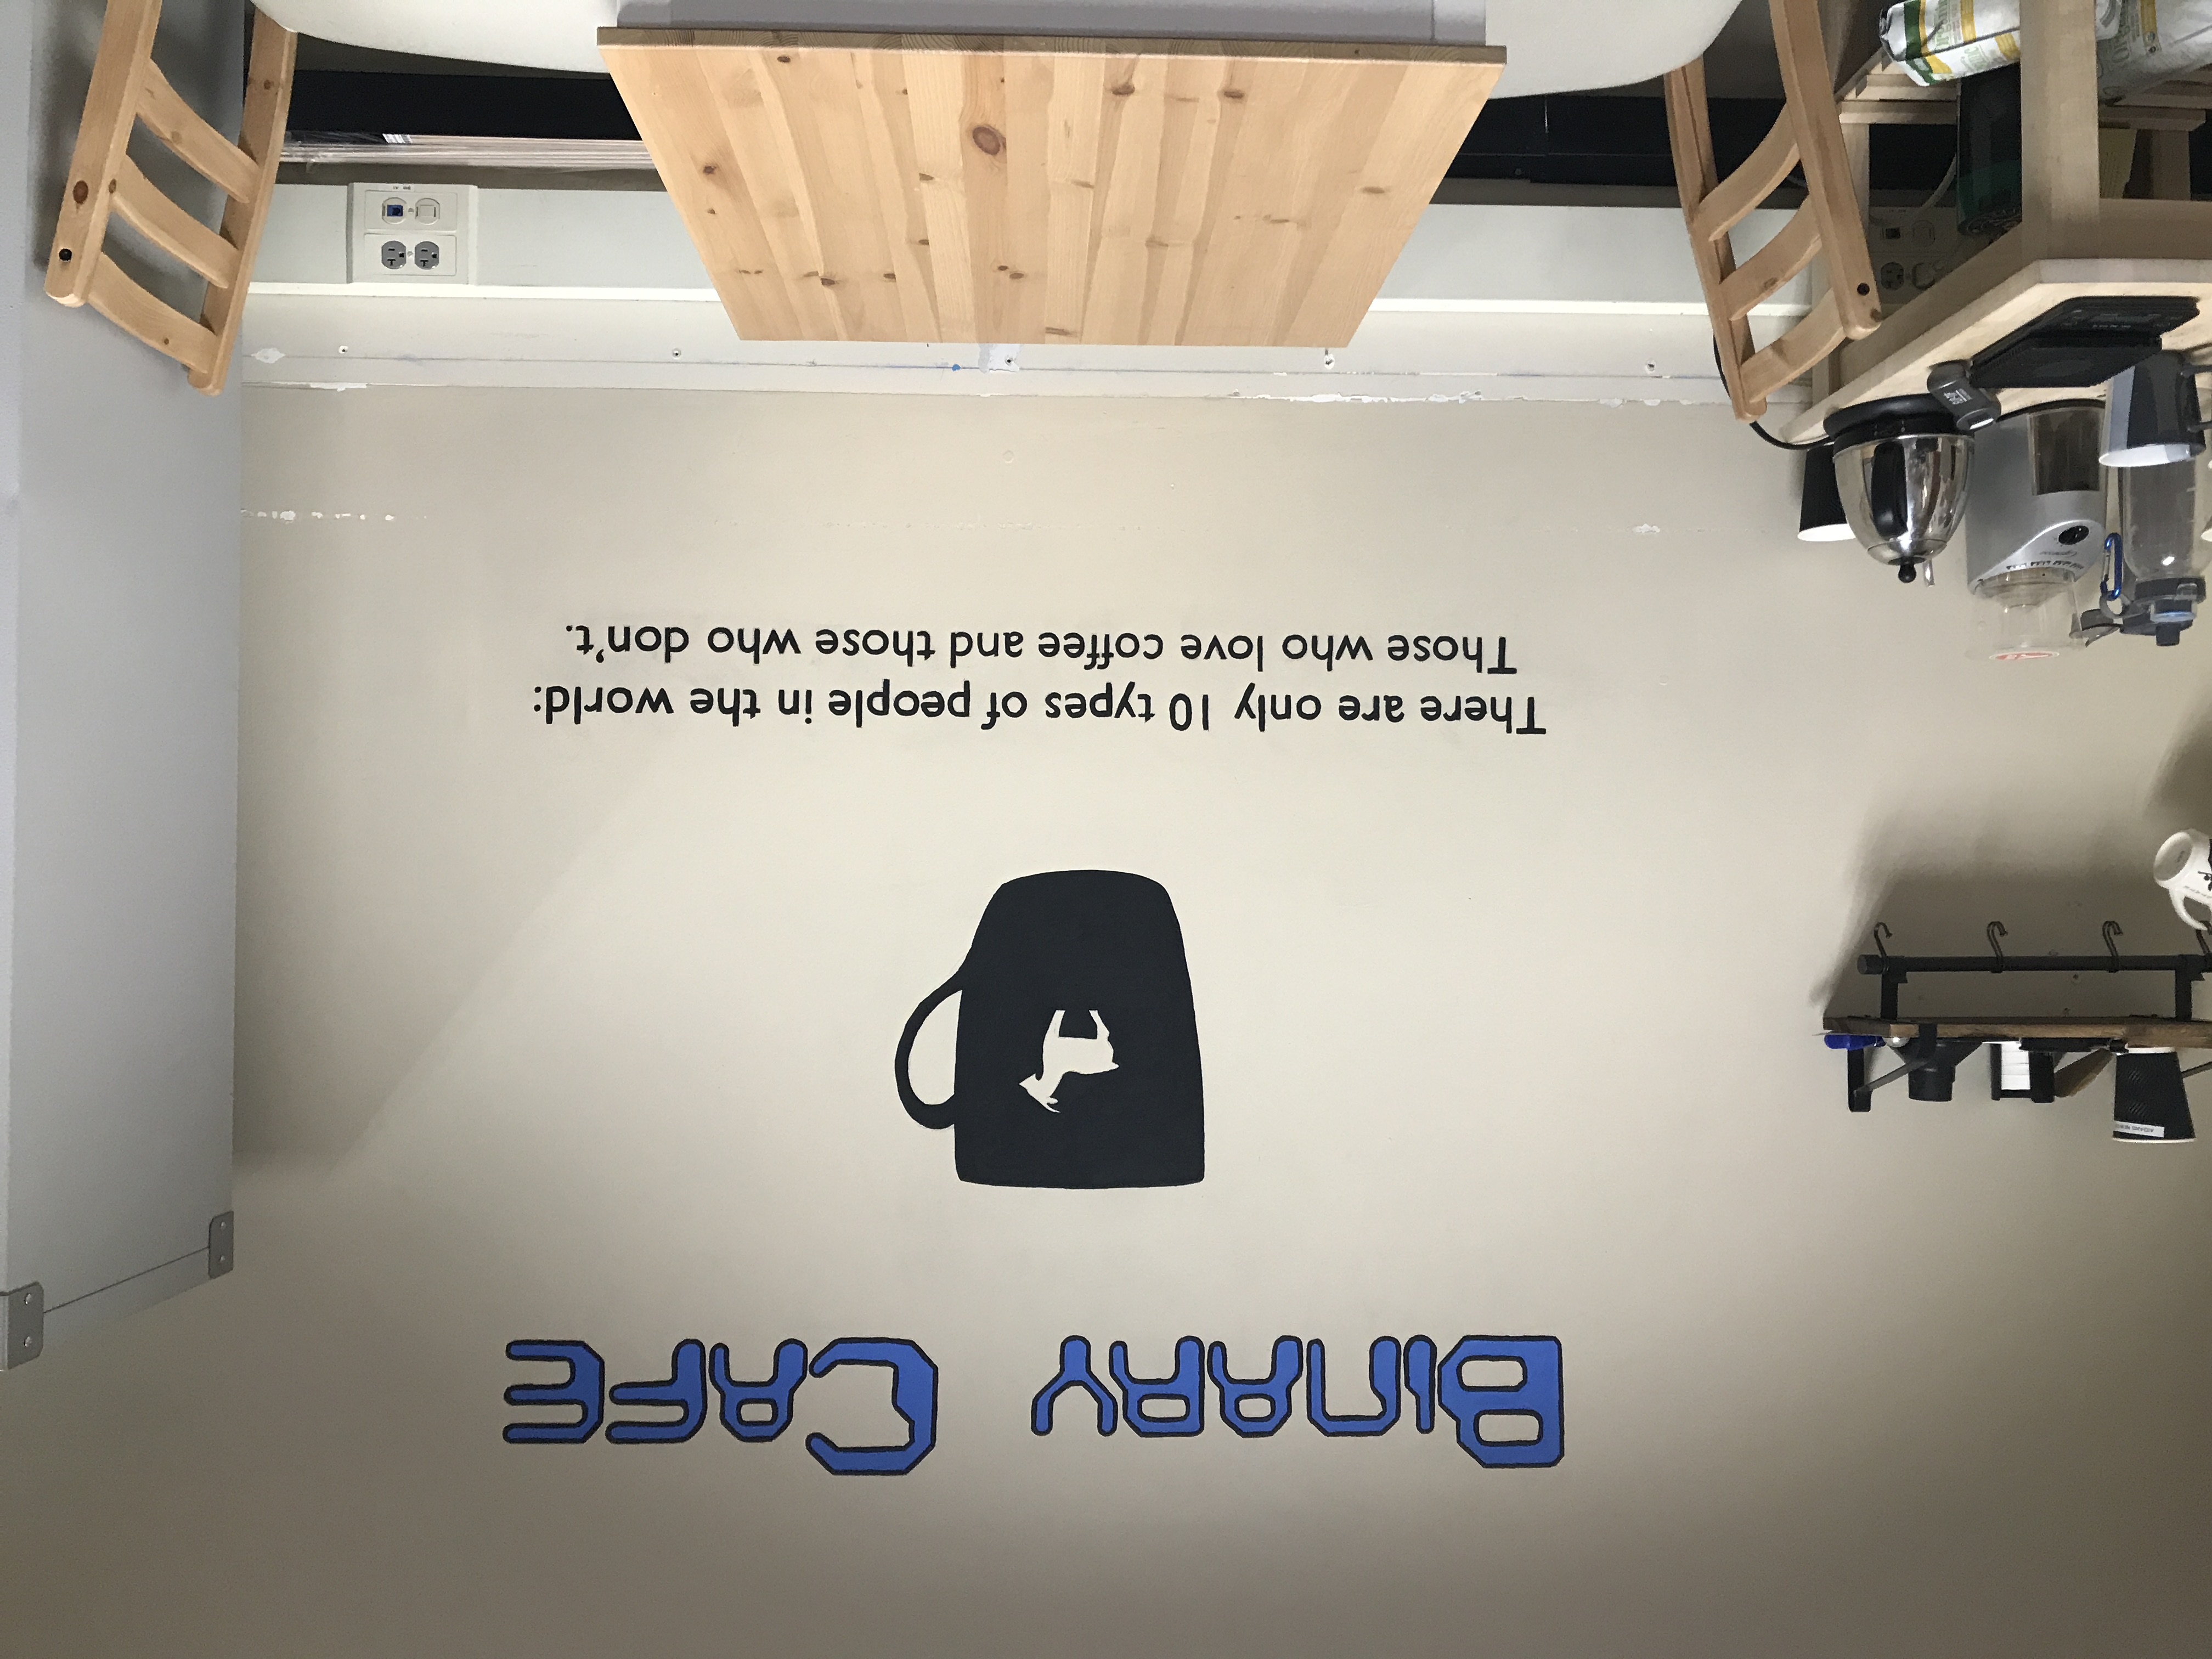 BINARY CAFE
There are only 10 types of people in the world:
Those who love coffee and those who don't.